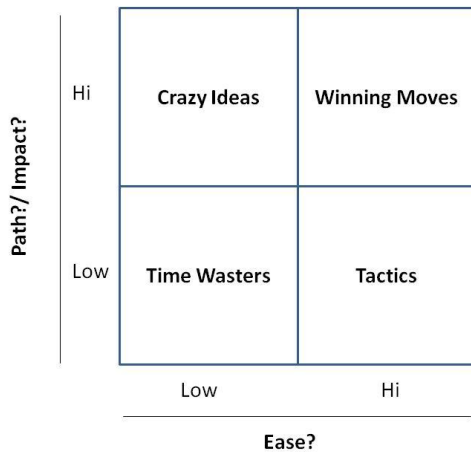 Path?/ Impact?
Hi
Crazy Ideas
Winning Moves
Low
Time Wasters
Tactics
Low
Hi
Ease?